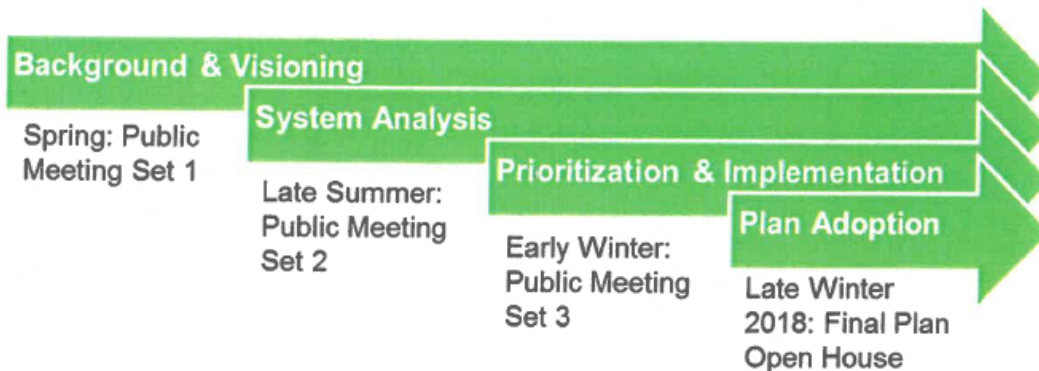 Background & Visioning
Spring: Public
Meeting Set 1
System Analysis
Late Summer:
Public Meeting
Set 2
Prioritization & Implementation
Early Winter:
Public Meeting
Set 3
Plan Adoption
Late Winter
2018: Final Plan
Open House